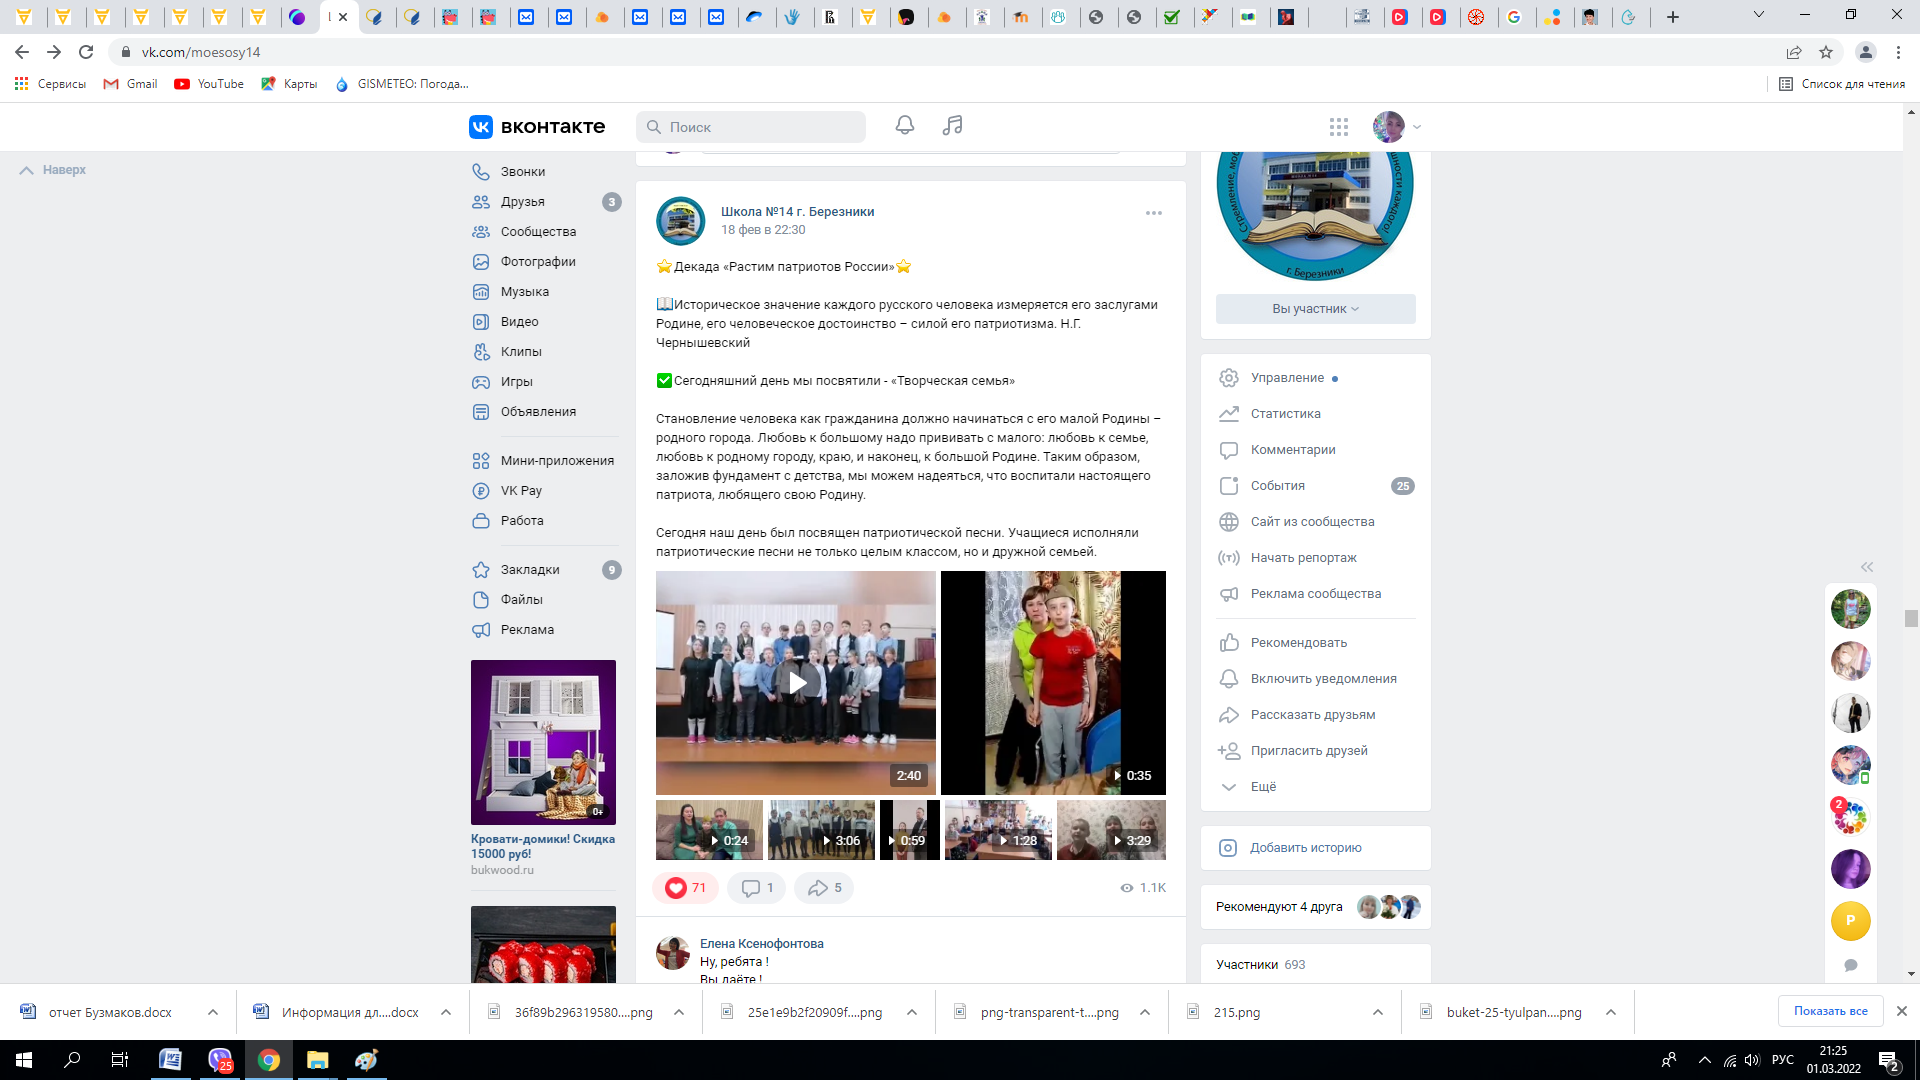 vk.com/moesosy14
Сервисы
Gmail
YouTube
Карты
GISMETEO: Погода...
Список для чтения
вконтакте
Поиск
Наверх
Звонки
Друзья 3
Сообщества
Фотографии
Музыка
Видео
Клипы
Игры
Объявления
Мини-приложения
VK Pay
Работа
Закладки 9
Файлы
Реклама
0+
Кровати-домики! Скидка
15000 руб!
bukwood.ru
Школа №14 г. Березники
18 фев в 22:30
Декада «Растим патриотов России»
Историческое значение каждого русского человека измеряется его заслугами
Родине, его человеческое достоинство – силой его патриотизма. Н.Г.
Чернышевский
Сегодняшний день мы посвятили - «Творческая семья»
Становление человека как гражданина должно начинаться с его малой Родины –
родного города. Любовь к большому надо прививать с малого: любовь к семье,
любовь к родному городу, краю, и наконец, к большой Родине. Таким образом,
заложив фундамент с детства, мы можем надеяться, что воспитали настоящего
патриота, любящего свою Родину.
Сегодня наш день был посвящен патриотической песни. Учащиеся исполняли
патриотические песни не только целым классом, но и дружной семьей.
2:40
0:35
0:24
3:06
0:59
1:28
3:29
71
1
5
1.1K
Елена Ксенофонтова
Ну, ребята !
Вы даёте !
г. Березники
Вы участник
Управление
Статистика
Комментарии
События 25
Сайт из сообщества
Начать репортаж
Реклама сообщества
Рекомендовать
Включить уведомления
Рассказать друзьям
Пригласить друзей
Ещё
Добавить историю
Рекомендуют 4 друга
Участники 693
2
P
отчет Бузмаков.docx
Информация дл....docx
36f89b296319580....png
25e1e9b2f20909f....png
png-transparent-t....png
215.png
buket-25-tyulpan....png
Показать все
25
РУС
21:25
01.03.2022
2